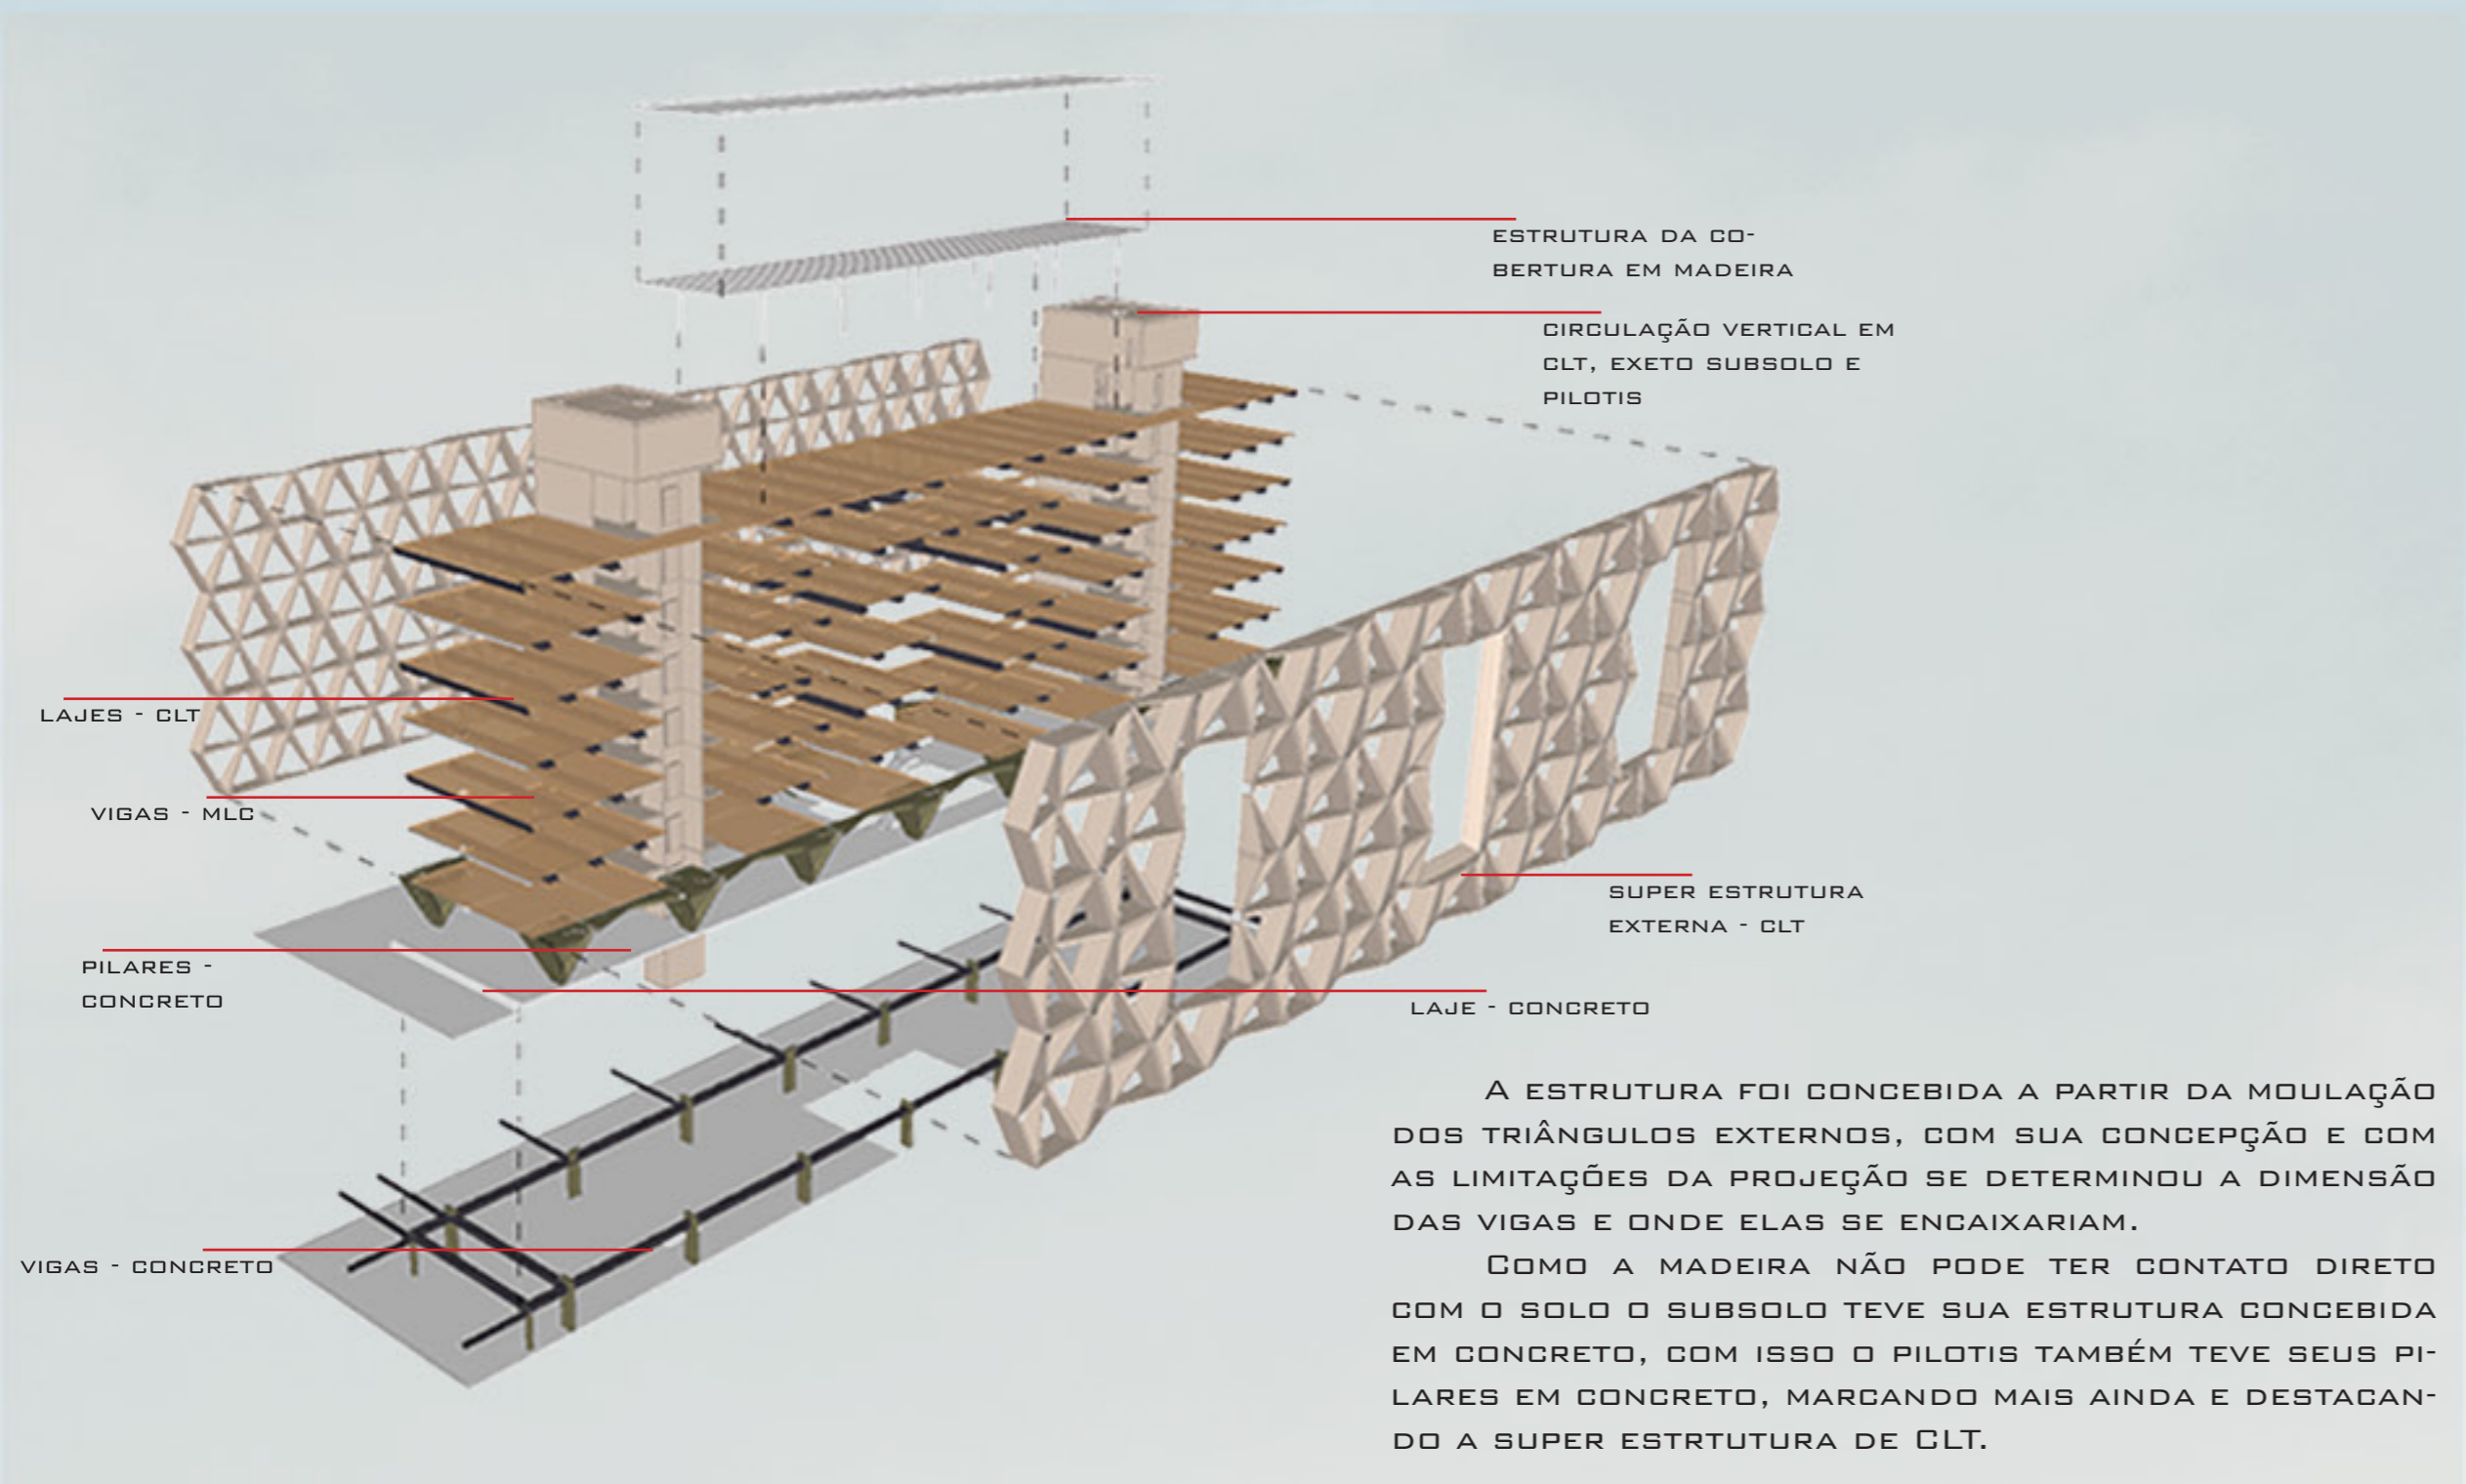 ESTRUTURA DA CO-
BERTURA EM MADEIRA
CIRCULAÇÃO VERTICAL EM
CLT, EXETO SUBSOLO E
PILOTIS
LAJES - CLT
VIGAS - MLC
SUPER ESTRUTURA
EXTERNA - CLT
PILARES -
CONCRETO
LAJE - CONCRETO
VIGAS - CONCRETO
A ESTRUTURA FOI CONCEBIDA A PARTIR DA MOULAÇÃO
DOS TRIÂNGULOS EXTERNOS, COM SUA CONCEPÇÃO E COM
AS LIMITAÇÕES DA PROJEÇÃO SE DETERMINOU A DIMENSÃO
DAS VIGAS E ONDE ELAS SE ENCAIXARIAM.
COMO A MADEIRA NÃO PODE TER CONTATO DIRETO
COM O SOLO O SUBSOLO TEVE SUA ESTRUTURA CONCEBIDA
EM CONCRETO, COM ISSO O PILOTIS TAMBÉM TEVE SEUS PI-
LARES EM CONCRETO, MARCANDO MAIS AINDA E DESTACAN-
DO A SUPER ESTRTUTURA DE CLT.